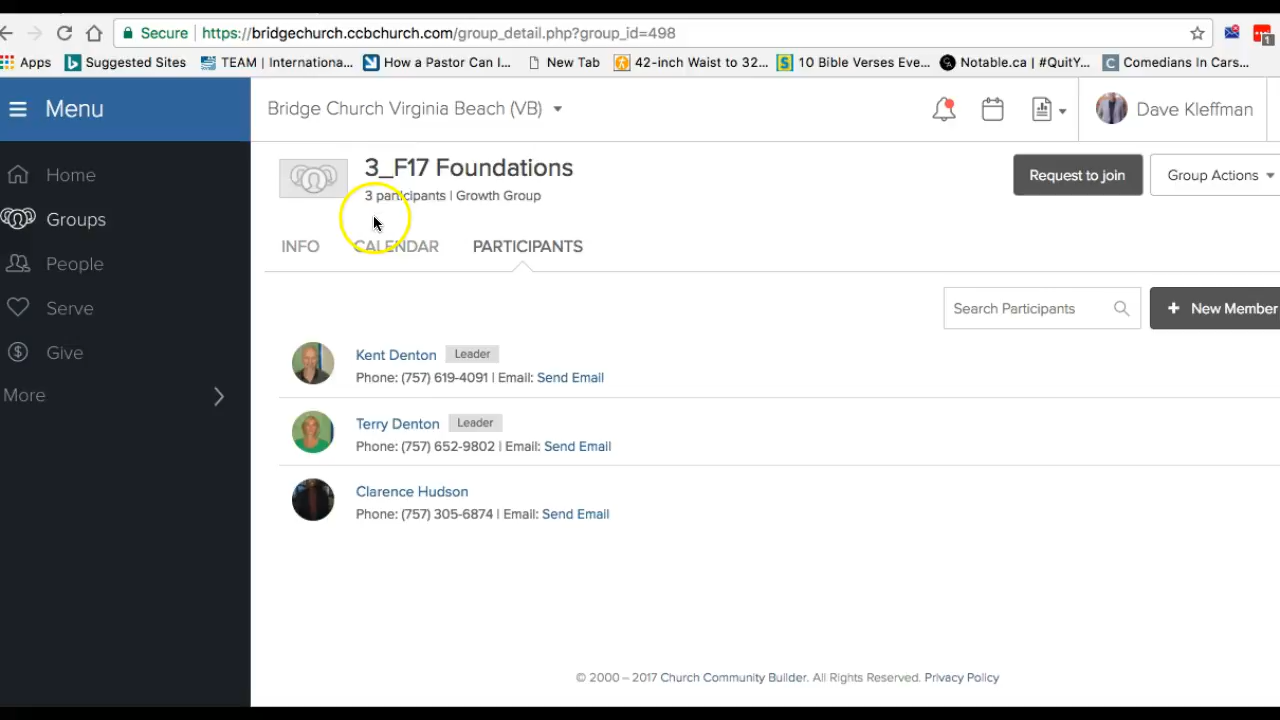 Secure https://bridgechurch.ccbchurch.com/group_detail.php?group_id=498
1
Apps Suggested Sites TEAM | Internationa... How a Pastor Can I... New Tab 42-inch Waist to 32... 10 Bible Verses Eve... Notable.ca | #QuitY... Comedians In Cars...
Menu
Bridge Church Virginia Beach (VB)
Dave Kleffman
Home
Groups
People
Serve
Give
More
3_F17 Foundations
3 participants | Growth Group
Request to join
Group Actions
INFO CALENDAR PARTICIPANTS
Search Participants
+ New Member
Kent Denton Leader
Phone: (757) 619-4091 | Email: Send Email
Terry Denton Leader
Phone: (757) 652-9802 | Email: Send Email
Clarence Hudson
Phone: (757) 305-6874 | Email: Send Email
© 2000 – 2017 Church Community Builder. All Rights Reserved. Privacy Policy